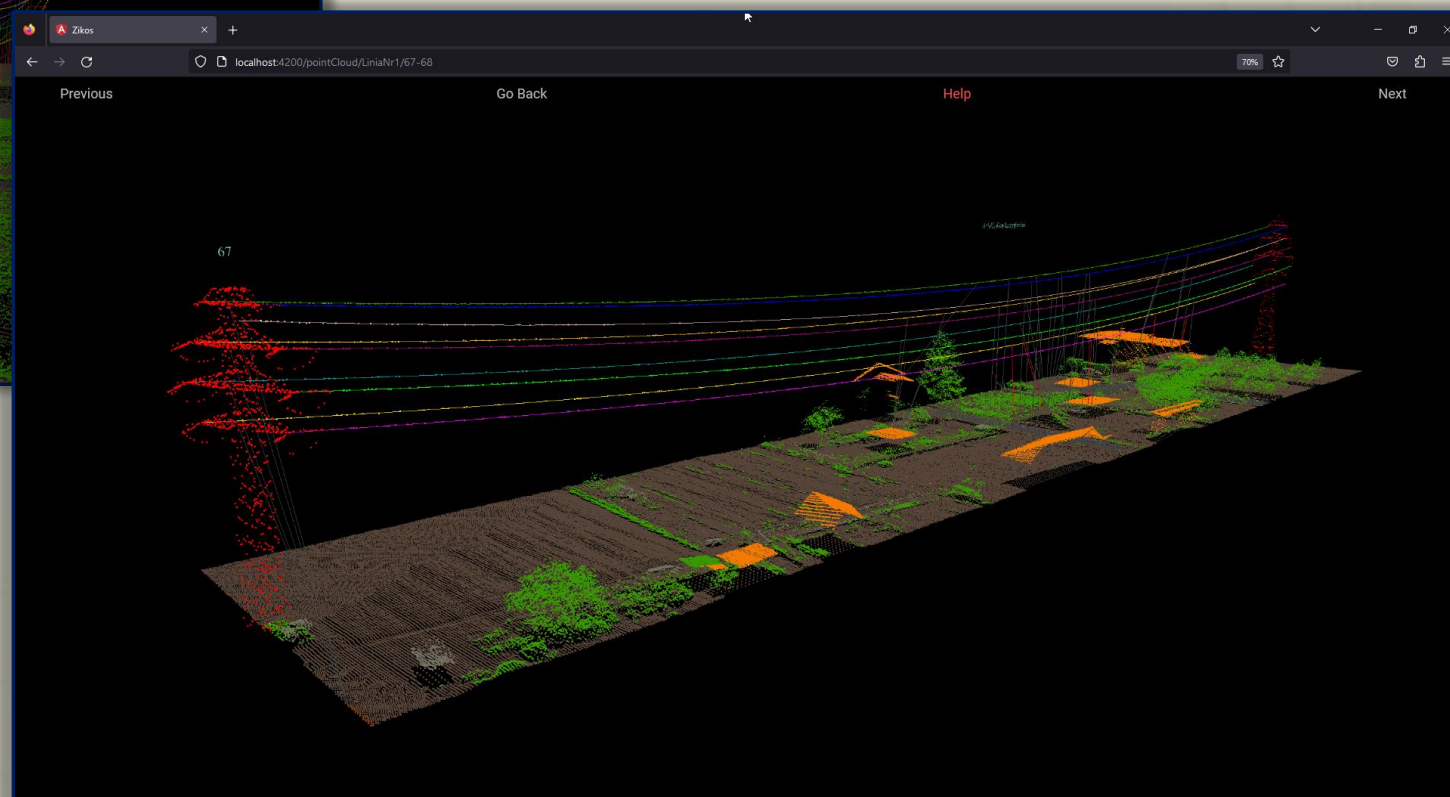 Zikos
localhost:4200/pointCloud/LiniaNr1/67-68
70%
Previous
Go Back
Help
Next
67